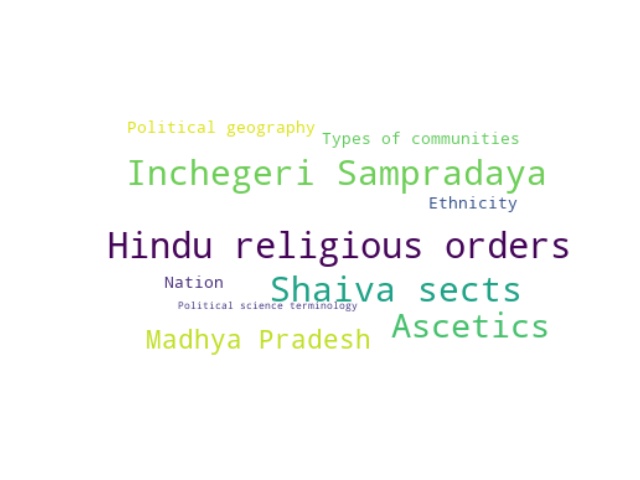 Political geography
Types of communities
Inchegeri Sampradaya
Ethnicity
Hindu religious orders
Nation
Shaiva sects
Political science terminology
Ascetics
Madhya Pradesh